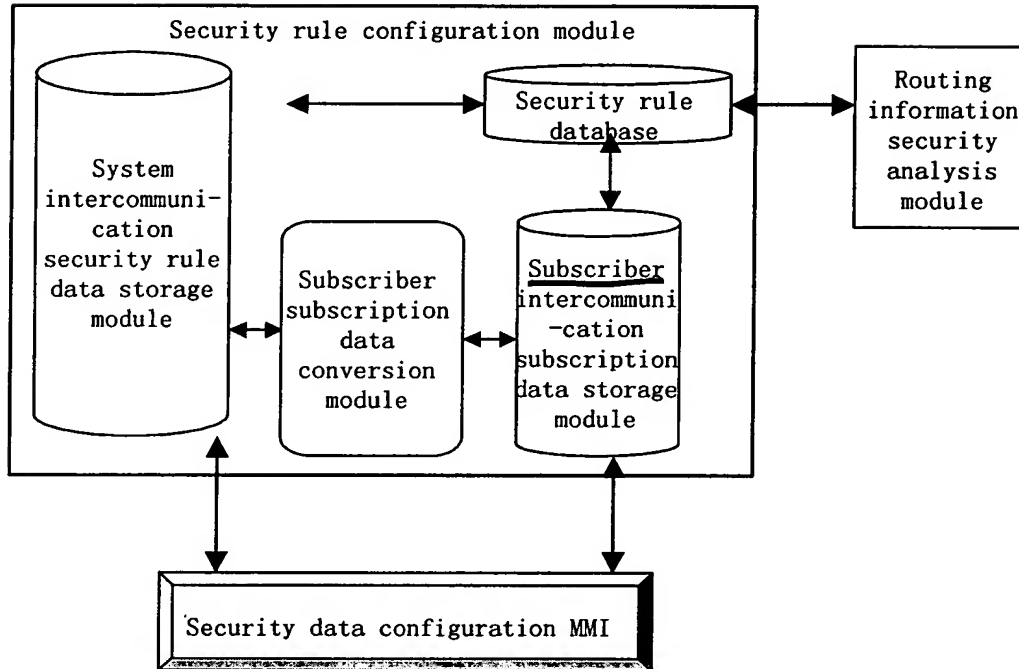 Security rule configuration module
System
intercommuni-
cation
security rule
data storage
module
Security rule
database
Routing
information
security
analysis
module
Subscriber
subscription
data
conversion
module
Subscriber
intercommuni
-cation
subscription
data storage
module
Security data configuration MMI